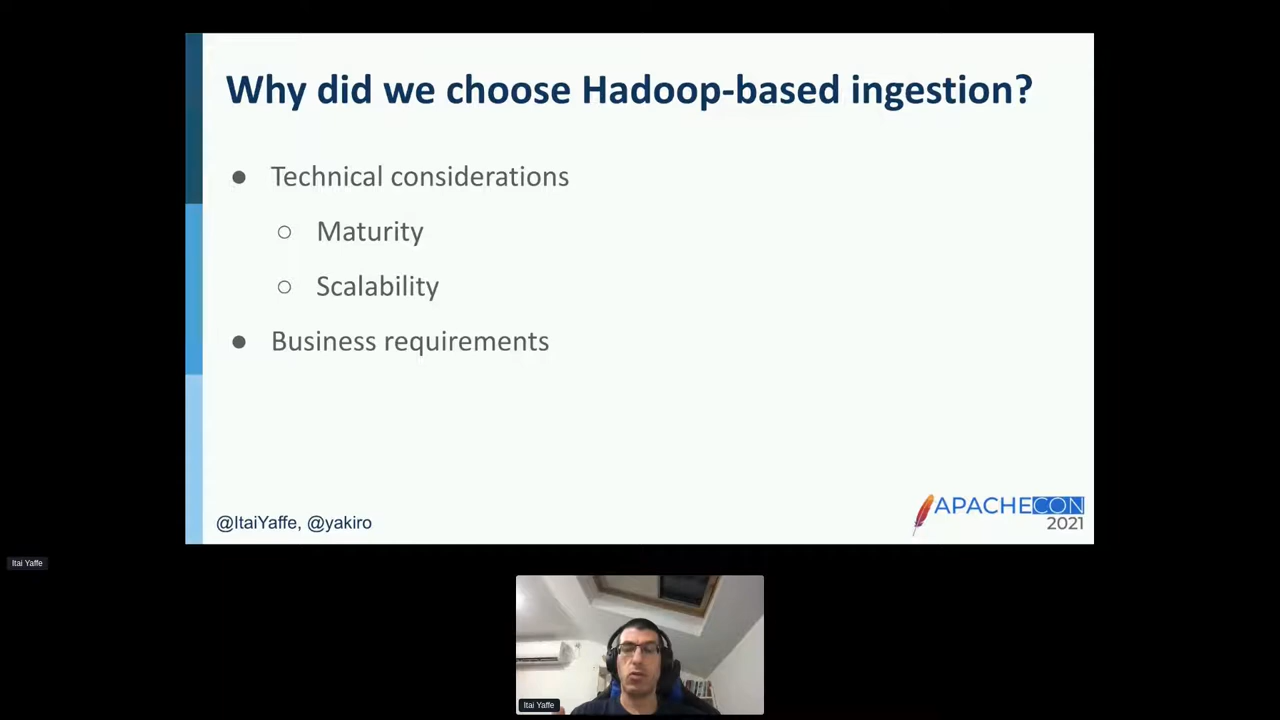 Why did we choose Hadoop-based ingestion?
● Technical considerations
○ Maturity
○ Scalability
● Business requirements
@ItaiYaffe, @yakiro
APACHECON
2021
Itai Yaffe
Itai Yaffe